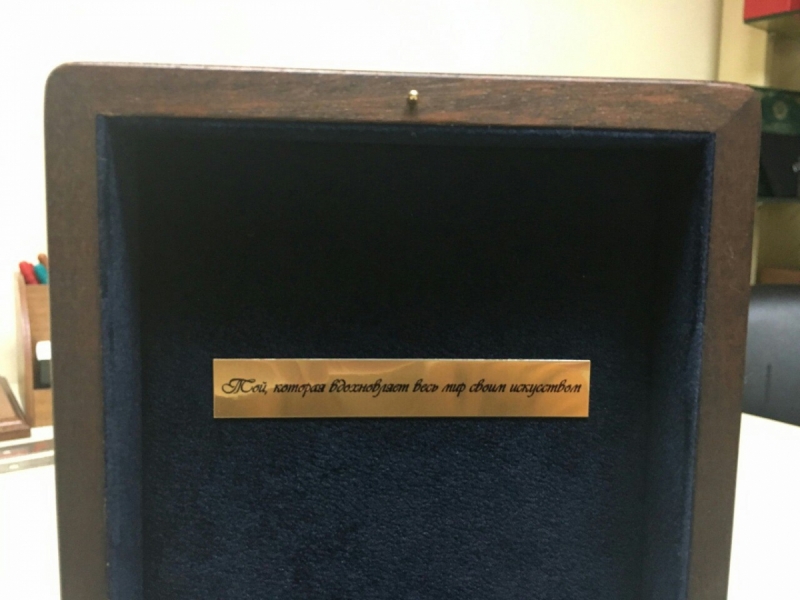 Той, которая вдохновляет весь мир своим искусством